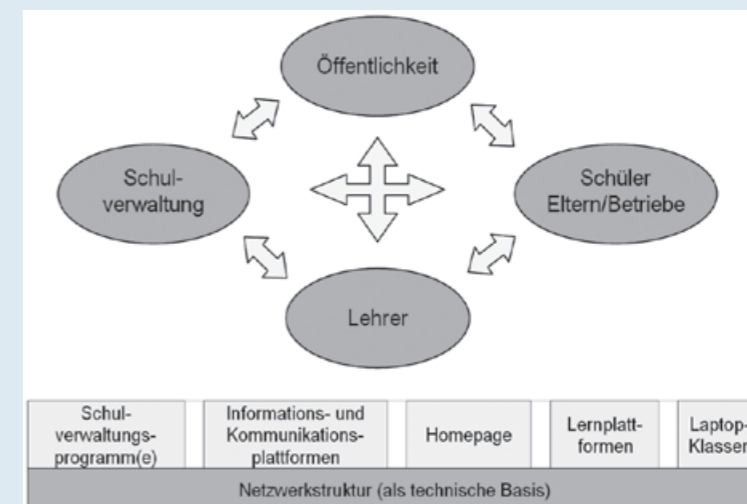 Öffentlichkeit
Schul-
verwaltung
Schüler
Eltern/Betriebe
Lehrer
Schul-
verwaltungs-
programm(e)
Informations- und
Kommunikations-
plattformen
Homepage
Lernplatt-
formen
Laptop-
Klassen
Netzwerkstruktur (als technische Basis)